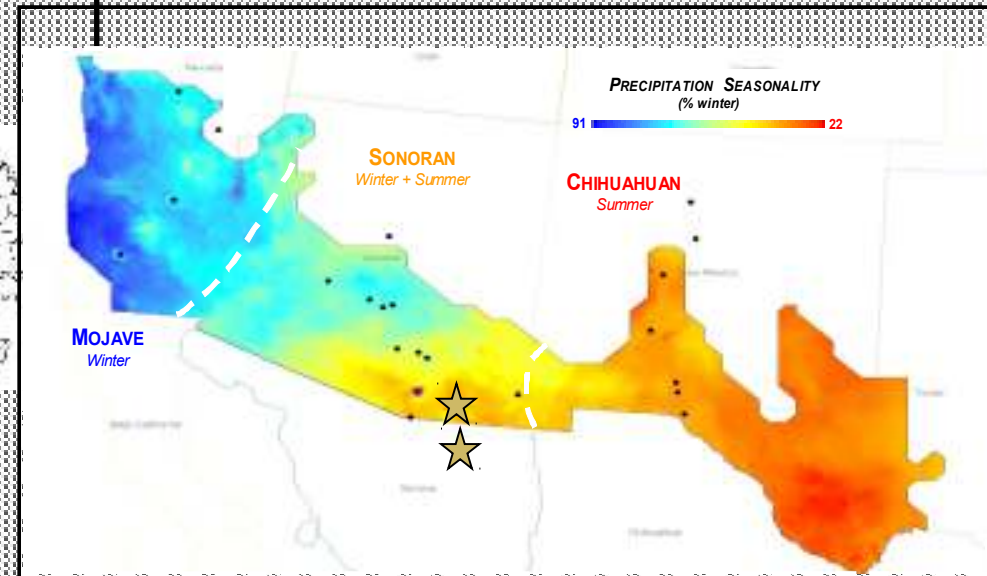 PRECIPITATION SEASONALITY
(% winter)
91
22
SONORAN
Winter + Summer
CHIHUAHUAN
Summer
MOJAVE
Winter